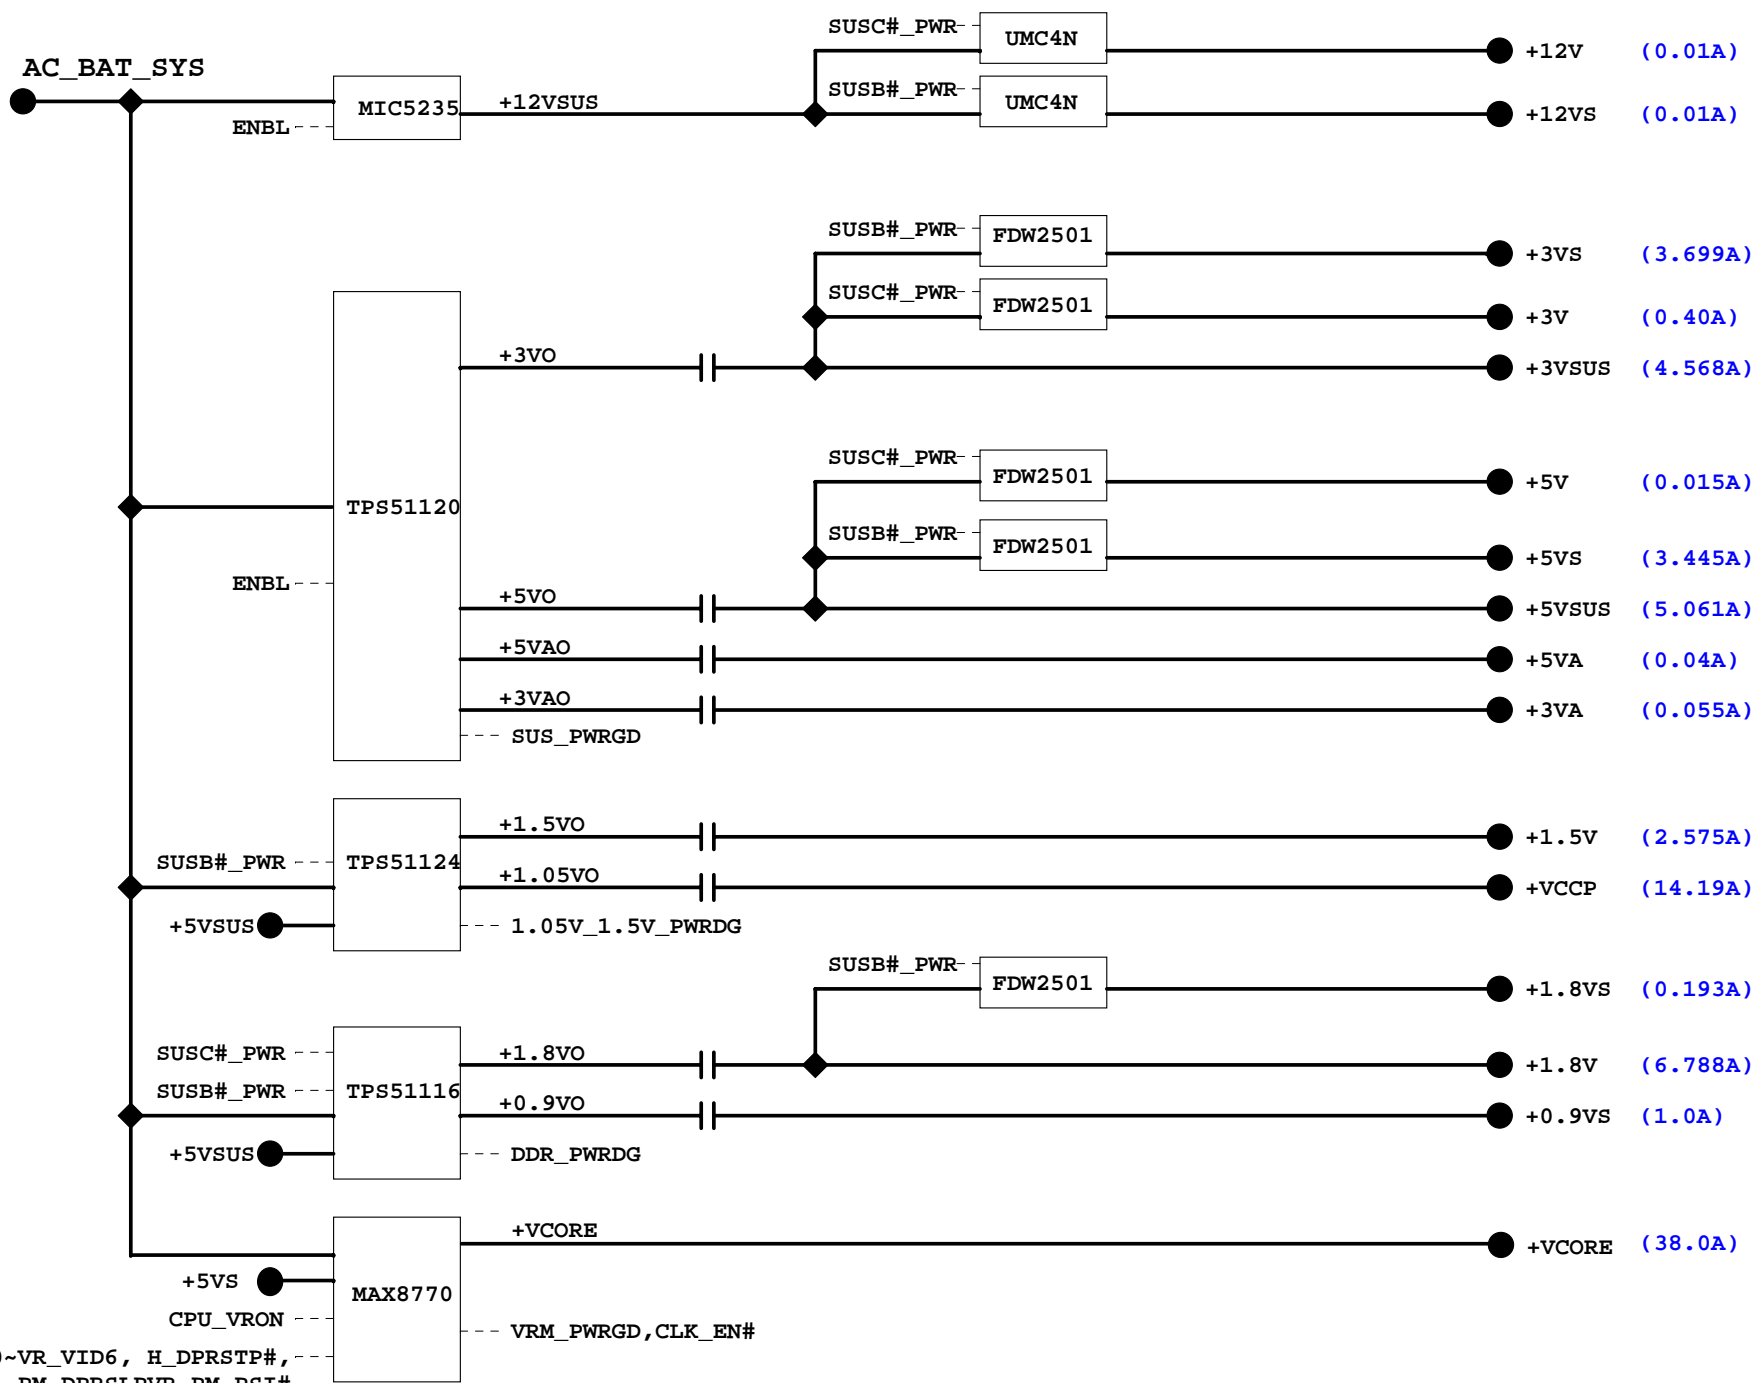 AC_BAT_SYS
SUSC#_PWR
UMC4N
+12V (0.01A)
SUSB#_PWR
UMC4N
MIC5235
+12VSUS
+12VS (0.01A)
ENBL
SUSB#_PWR
FDW2501
+3VS (3.699A)
SUSC#_PWR
FDW2501
+3V (0.40A)
+3VO
+3VSUS (4.568A)
SUSC#_PWR
FDW2501
+5V (0.015A)
TPS51120
SUSB#_PWR
FDW2501
+5VS (3.445A)
ENBL
+5VO
+5VSUS (5.061A)
+5VAO
+5VA (0.04A)
+3VAO
+3VA (0.055A)
SUS_PWRGD
+1.5VO
+1.5V (2.575A)
SUSB#_PWR
TPS51124
+1.05VO
+VCCP (14.19A)
+5VSUS
1.05V_1.5V_PWRDG
SUSB#_PWR
FDW2501
+1.8VS (0.193A)
SUSC#_PWR
+1.8VO
+1.8V (6.788A)
SUSB#_PWR
TPS51116
+0.9VO
+0.9VS (1.0A)
+5VSUS
DDR_PWRDG
+VCORE
+VCORE (38.0A)
+5VS
MAX8770
CPU_VRON
VRM_PWRGD,CLK_EN#
~VR_VID6, H_DPRSTP#,
PM_DPRSLPVR,PM_PSI#